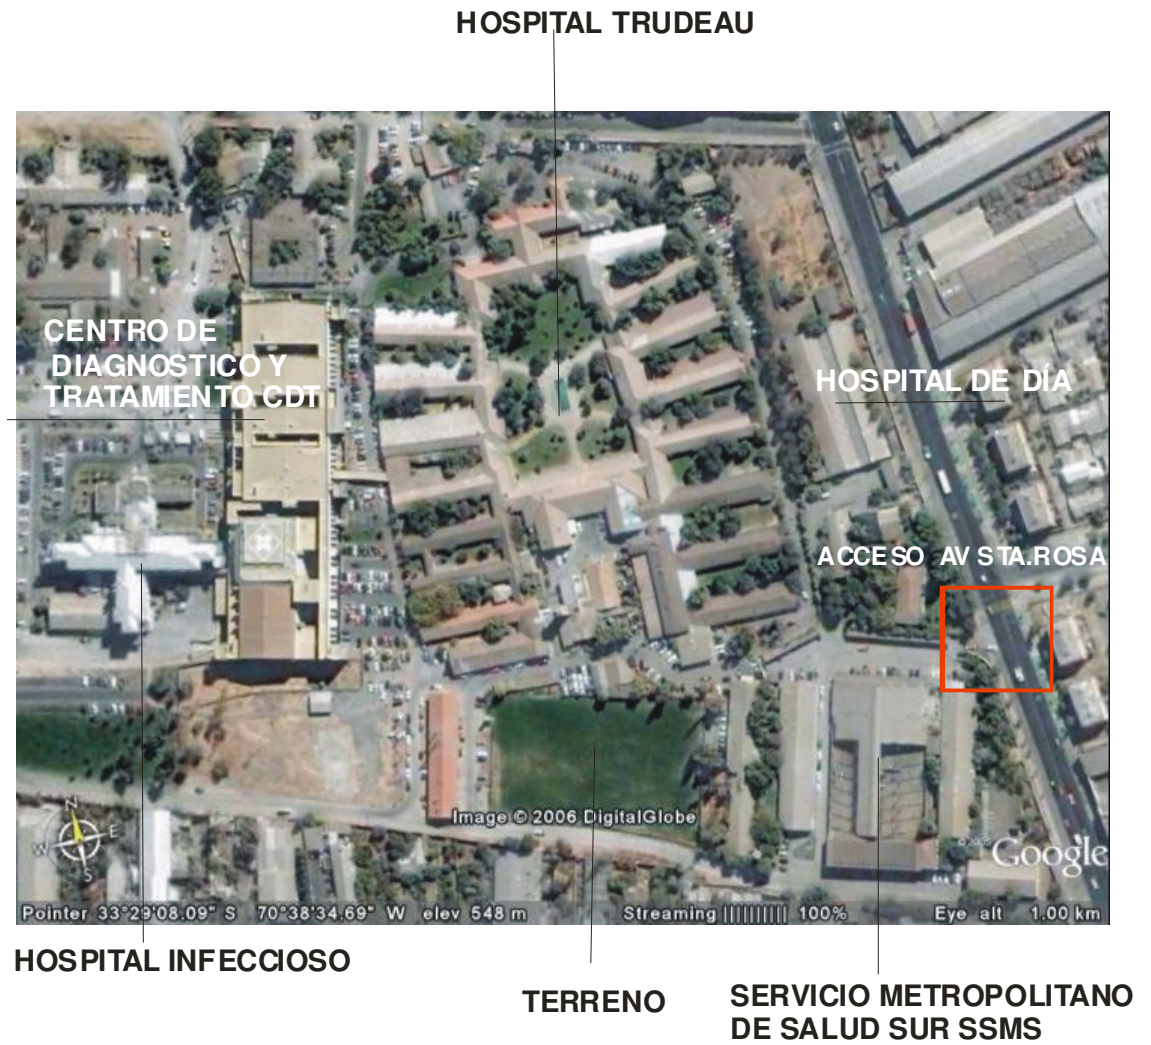 HOSPITAL TRUDEAU
CENTRO DE
DIAGNOSTICO Y
TRATAMIENTO CDT
HOSPITAL DE DÍA
ACCESO AV STA.ROSA
Image © 2006 DigitalGlobe
N
W E
S
© 2005 Google
Pointer 33°29'08.09" S 70°38'34.69" W elev 548 m Streaming |||||||||| 100% Eye alt 1.00 km
HOSPITAL INFECCIOSO
TERRENO
SERVICIO METROPOLITANO
DE SALUD SUR SSMS